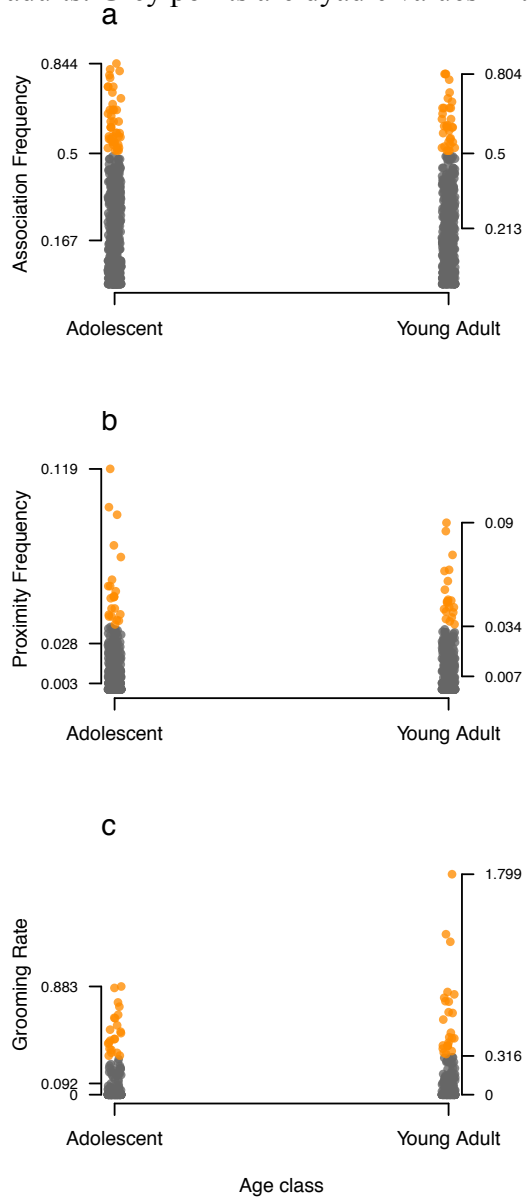 a
0.844
0.5
0.167
0.804
0.5
0.213
Association Frequency
Adolescent
Young Adult
b
0.119
0.028
0.003
0.09
0.034
0.007
Proximity Frequency
Adolescent
Young Adult
c
0.883
0.092
0
1.799
0.316
0
Grooming Rate
Adolescent
Young Adult
Age class